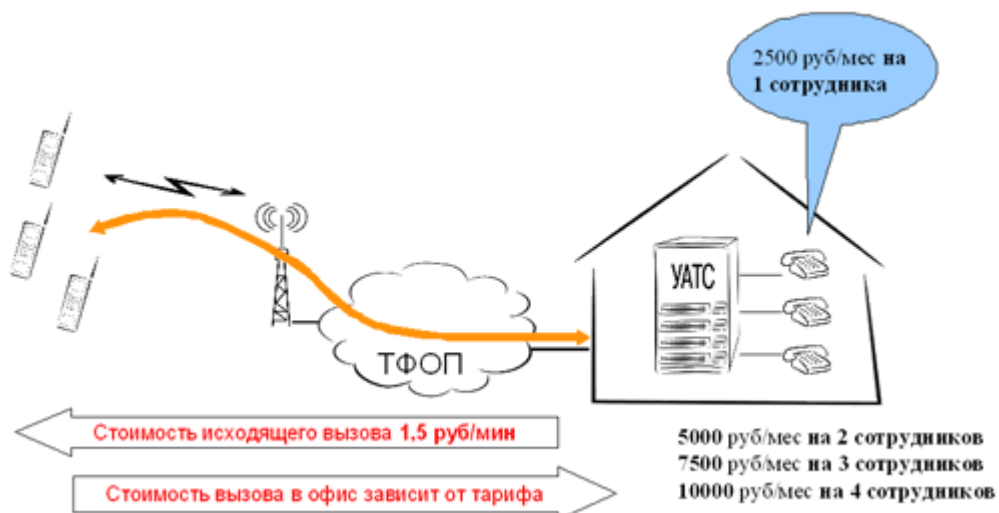 2500 руб/мес на
1 сотрудника
УАТС
ТФОП
Стоимость исходящего вызова 1,5 руб/мин
Стоимость вызова в офис зависит от тарифа
5000 руб/мес на 2 сотрудников
7500 руб/мес на 3 сотрудников
10000 руб/мес на 4 сотрудников